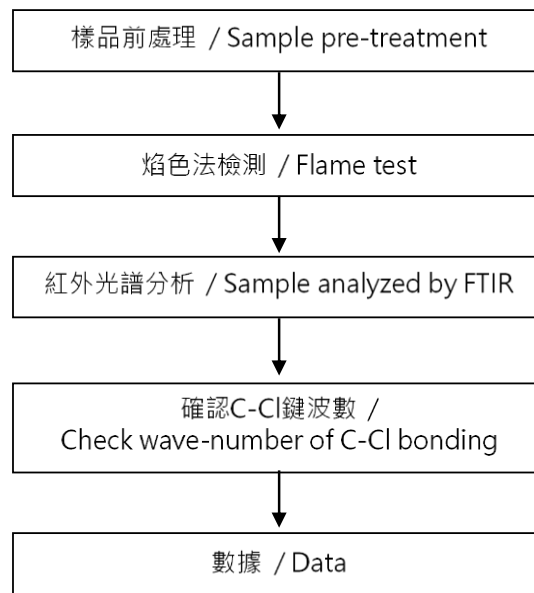 樣品前處理 / Sample pre-treatment
焰色法檢測 / Flame test
紅外光譜分析 / Sample analyzed by FTIR
確認C-Cl鍵波數 /
Check wave-number of C-Cl bonding
數據 / Data